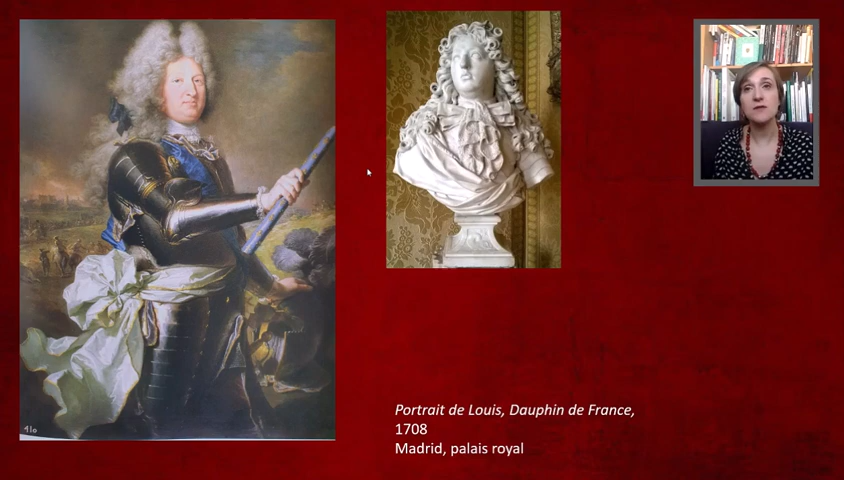 Portrait de Louis, Dauphin de France,
1708
Madrid, palais royal
410